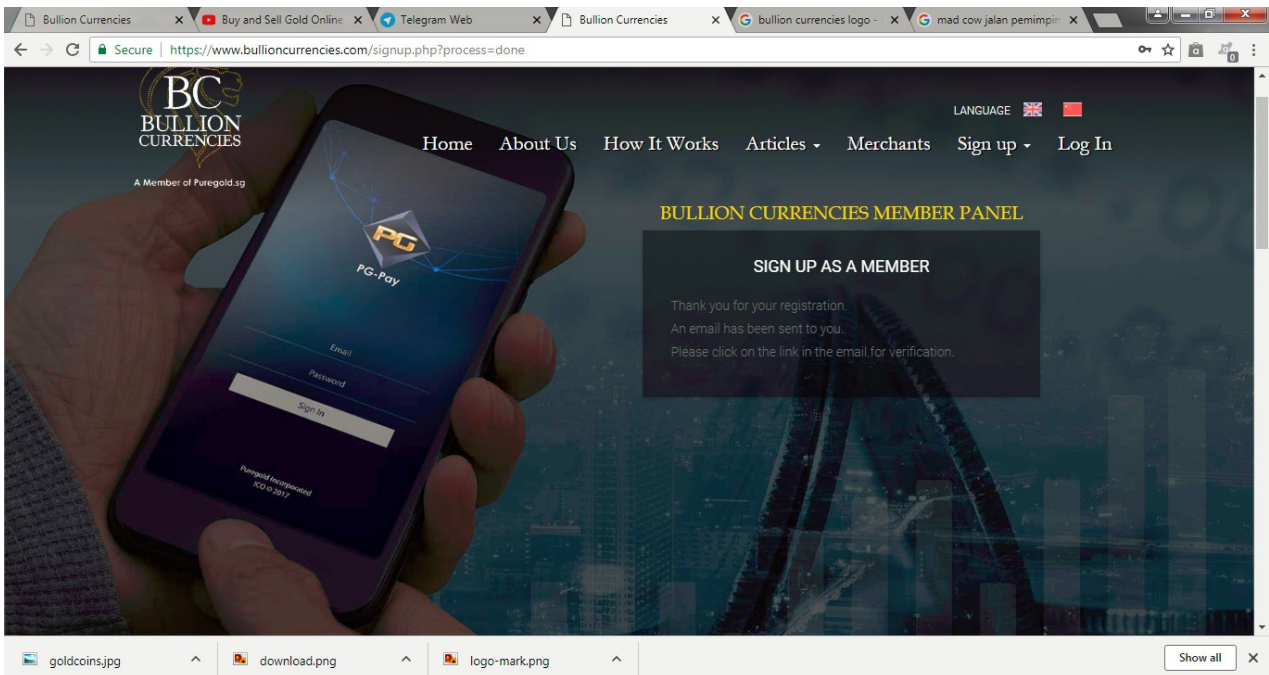 Bullion Currencies
Buy and Sell Gold Online
Telegram Web
Bullion Currencies
bullion currencies logo -
mad cow jalan pemimpin
Secure | https://www.bullioncurrencies.com/signup.php?process=done
0
BC
BULLION
CURRENCIES
A Member of Puregold.sg
LANGUAGE
Home About Us How It Works Articles Merchants Sign up Log In
PG
PG-Pay
Email
Password
Sign In
Puregold Incorporated
ICO © 2017
BULLION CURRENCIES MEMBER PANEL
SIGN UP AS A MEMBER
Thank you for your registration.
An email has been sent to you.
Please click on the link in the email for verification.
goldcoins.jpg
download.png
logo-mark.png
Show all